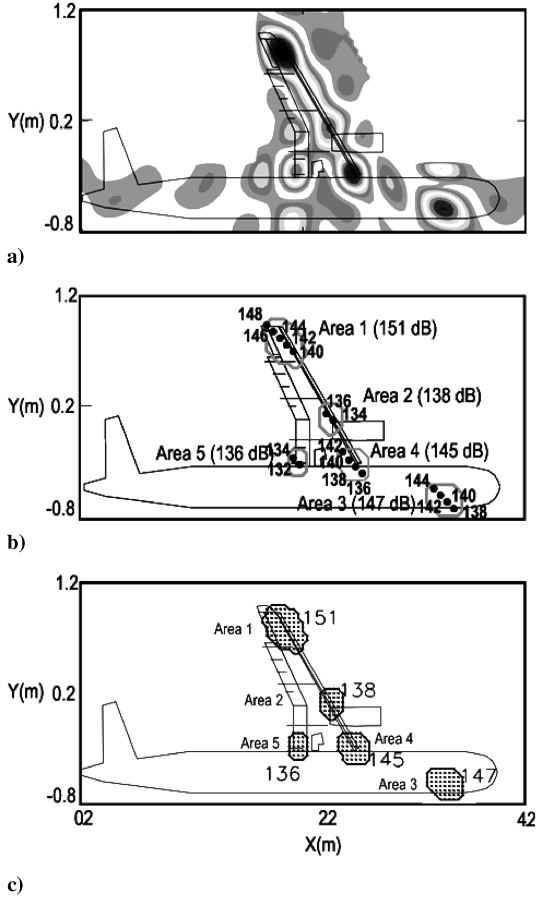 1.2
Y(m) 0.2
-0.8
a)
1.2
148
144
146
142
140
Area 1 (151 dB)
136
134
Area 2 (138 dB)
Y(m) 0.2
Area 5 (136 dB)
134
132
142
140
138
136
Area 4 (145 dB)
Area 3 (147 dB)
144
140
142
138
-0.8
b)
1.2
Area 1
151
Y(m) 0.2
Area 2
138
Area 5
Area 4
136
145
Area 3
147
-0.8
02
22
42
X(m)
c)